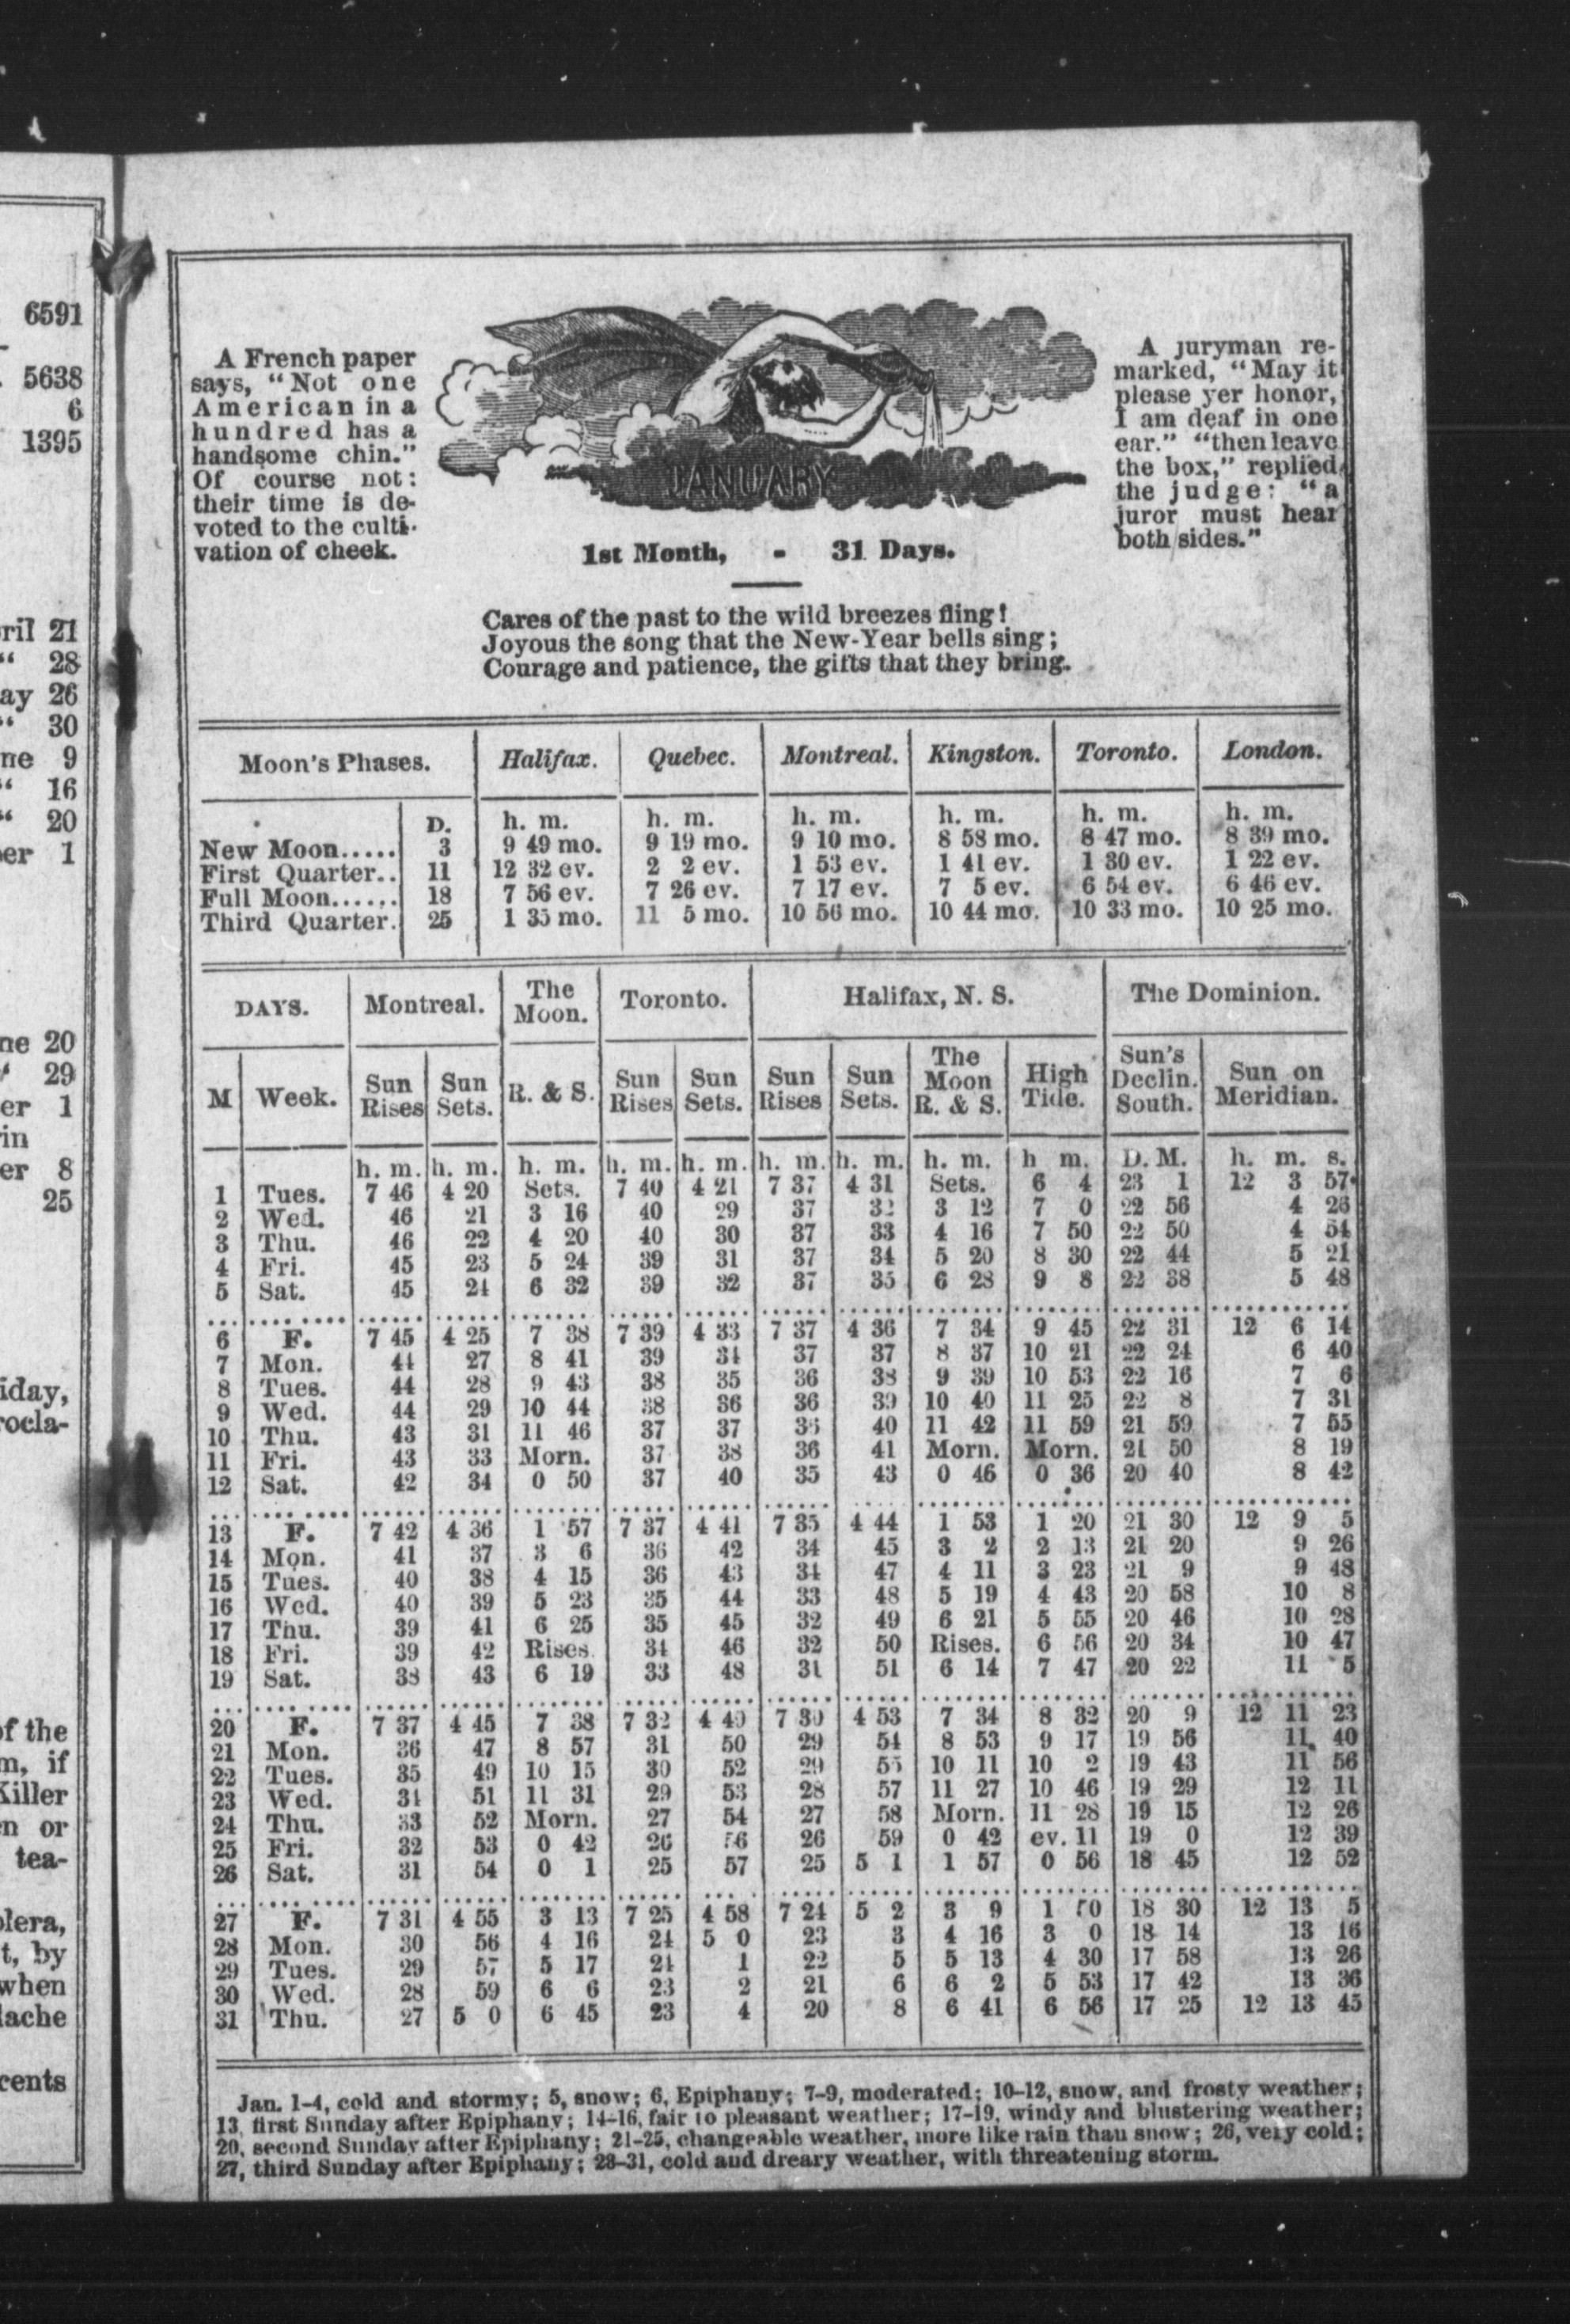 6591
5638
6
1395
ril 21
“ 28
ay 26
“ 30
ne 9
“ 16
“ 20
er 1
ne 20
29
er 1
in
er 8
25
iday,
rocla-
of the
m, if
Killer
n or
tea-
olera,
t, by
when
lache
cents
A French paper
says, “Not one
American in a
hundred has a
handsome chin.”
Of course not:
their time is de-
voted to the culti-
vation of cheek.
JANUARY
1st Month, - 31 Days.
A juryman re-
marked, “May it
please yer honor,
I am deaf in one
ear.” “then leave
the box,” replied
the judge: “a
juror must hear
both sides.”
Cares of the past to the wild breezes fling!
Joyous the song that the New-Year bells sing;
Courage and patience, the gifts that they bring.
Moon's Phases. Halifax. Quebec. Montreal. Kingston. Toronto. London.
D. h. m. h. m. h. m. h. m. h. m. h. m.
New Moon..... 3 9 49 mo. 9 19 mo. 9 10 mo. 8 58 mo. 8 47 mo. 8 39 mo.
First Quarter.. 11 12 32 ev. 2 2 ev. 1 53 ev. 1 41 ev. 1 30 ev. 1 22 ev.
Full Moon...... 18 7 56 ev. 7 26 ev. 7 17 ev. 7 5 ev. 6 54 ev. 6 46 ev.
Third Quarter. 25 1 35 mo. 11 5 mo. 10 56 mo. 10 44 mo. 10 33 mo. 10 25 mo.
DAYS. Montreal. The Moon. Toronto. Halifax, N. S. The Dominion.
M Week. Sun Rises Sun Sets. R. & S. Sun Rises Sun Sets. Sun Rises Sun Sets. The Moon R. & S. High Tide. Sun's Declin. South. Sun on Meridian.
h. m. h. m. h. m. h. m. h. m. h. m. h. m. h. m. h m. D. M. h. m. s.
1 Tues. 7 46 4 20 Sets. 7 40 4 21 7 37 4 31 Sets. 6 4 23 1 12 3 57
2 Wed. 46 21 3 16 40 29 37 32 3 12 7 0 22 56 4 26
3 Thu. 46 22 4 20 40 30 37 33 4 16 7 50 22 50 4 54
4 Fri. 45 23 5 24 39 31 37 34 5 20 8 30 22 44 5 21
5 Sat. 45 24 6 32 39 32 37 35 6 28 9 8 22 38 5 48
6 F. 7 45 4 25 7 38 7 39 4 33 7 37 4 36 7 34 9 45 22 31 12 6 14
7 Mon. 44 27 8 41 39 34 37 37 8 37 10 21 22 24 6 40
8 Tues. 44 28 9 43 38 35 36 38 9 39 10 53 22 16 7 6
9 Wed. 44 29 10 44 38 36 36 39 10 40 11 25 22 8 7 31
10 Thu. 43 31 11 46 37 37 36 40 11 42 11 59 21 59 7 55
11 Fri. 43 33 Morn. 37 38 36 41 Morn. Morn. 21 50 8 19
12 Sat. 42 34 0 50 37 40 35 43 0 46 0 36 20 40 8 42
13 F. 7 42 4 36 1 57 7 37 4 41 7 35 4 44 1 53 1 20 21 30 12 9 5
14 Mon. 41 37 3 6 36 42 34 45 3 2 2 13 21 20 9 26
15 Tues. 40 38 4 15 36 43 34 47 4 11 3 23 21 9 9 48
16 Wed. 40 39 5 23 35 44 33 48 5 19 4 43 20 58 10 8
17 Thu. 39 41 6 25 35 45 32 49 6 21 5 55 20 46 10 28
18 Fri. 39 42 Rises. 34 46 32 50 Rises. 6 56 20 34 10 47
19 Sat. 38 43 6 19 33 48 31 51 6 14 7 47 20 22 11 5
20 F. 7 37 4 45 7 38 7 32 4 49 7 30 4 53 7 34 8 32 20 9 12 11 23
21 Mon. 36 47 8 57 31 50 29 54 8 53 9 17 19 56 11 40
22 Tues. 35 49 10 15 30 52 29 55 10 11 10 2 19 43 11 56
23 Wed. 34 51 11 31 29 53 28 57 11 27 10 46 19 29 12 11
24 Thu. 33 52 Morn. 27 54 27 58 Morn. 11 28 19 15 12 26
25 Fri. 32 53 0 42 26 56 26 59 0 42 ev. 11 19 0 12 39
26 Sat. 31 54 0 1 25 57 25 5 1 1 57 0 56 18 45 12 52
27 F. 7 31 4 55 3 13 7 25 4 58 7 24 5 2 3 9 1 50 18 30 12 13 5
28 Mon. 30 56 4 16 24 5 0 23 3 4 16 3 0 18 14 13 16
29 Tues. 29 57 5 17 24 1 22 5 5 13 4 30 17 58 13 26
30 Wed. 28 59 6 6 23 2 21 6 6 2 5 53 17 42 13 36
31 Thu. 27 5 0 6 45 23 4 20 8 6 41 6 56 17 25 12 13 45
Jan. 1-4, cold and stormy; 5, snow; 6, Epiphany; 7-9, moderated; 10-12, snow, and frosty weather;
13, first Sunday after Epiphany; 14-16, fair to pleasant weather; 17-19, windy and blustering weather;
20, second Sunday after Epiphany; 21-25, changeable weather, more like rain than snow; 26, very cold;
27, third Sunday after Epiphany; 28-31, cold and dreary weather, with threatening storm.